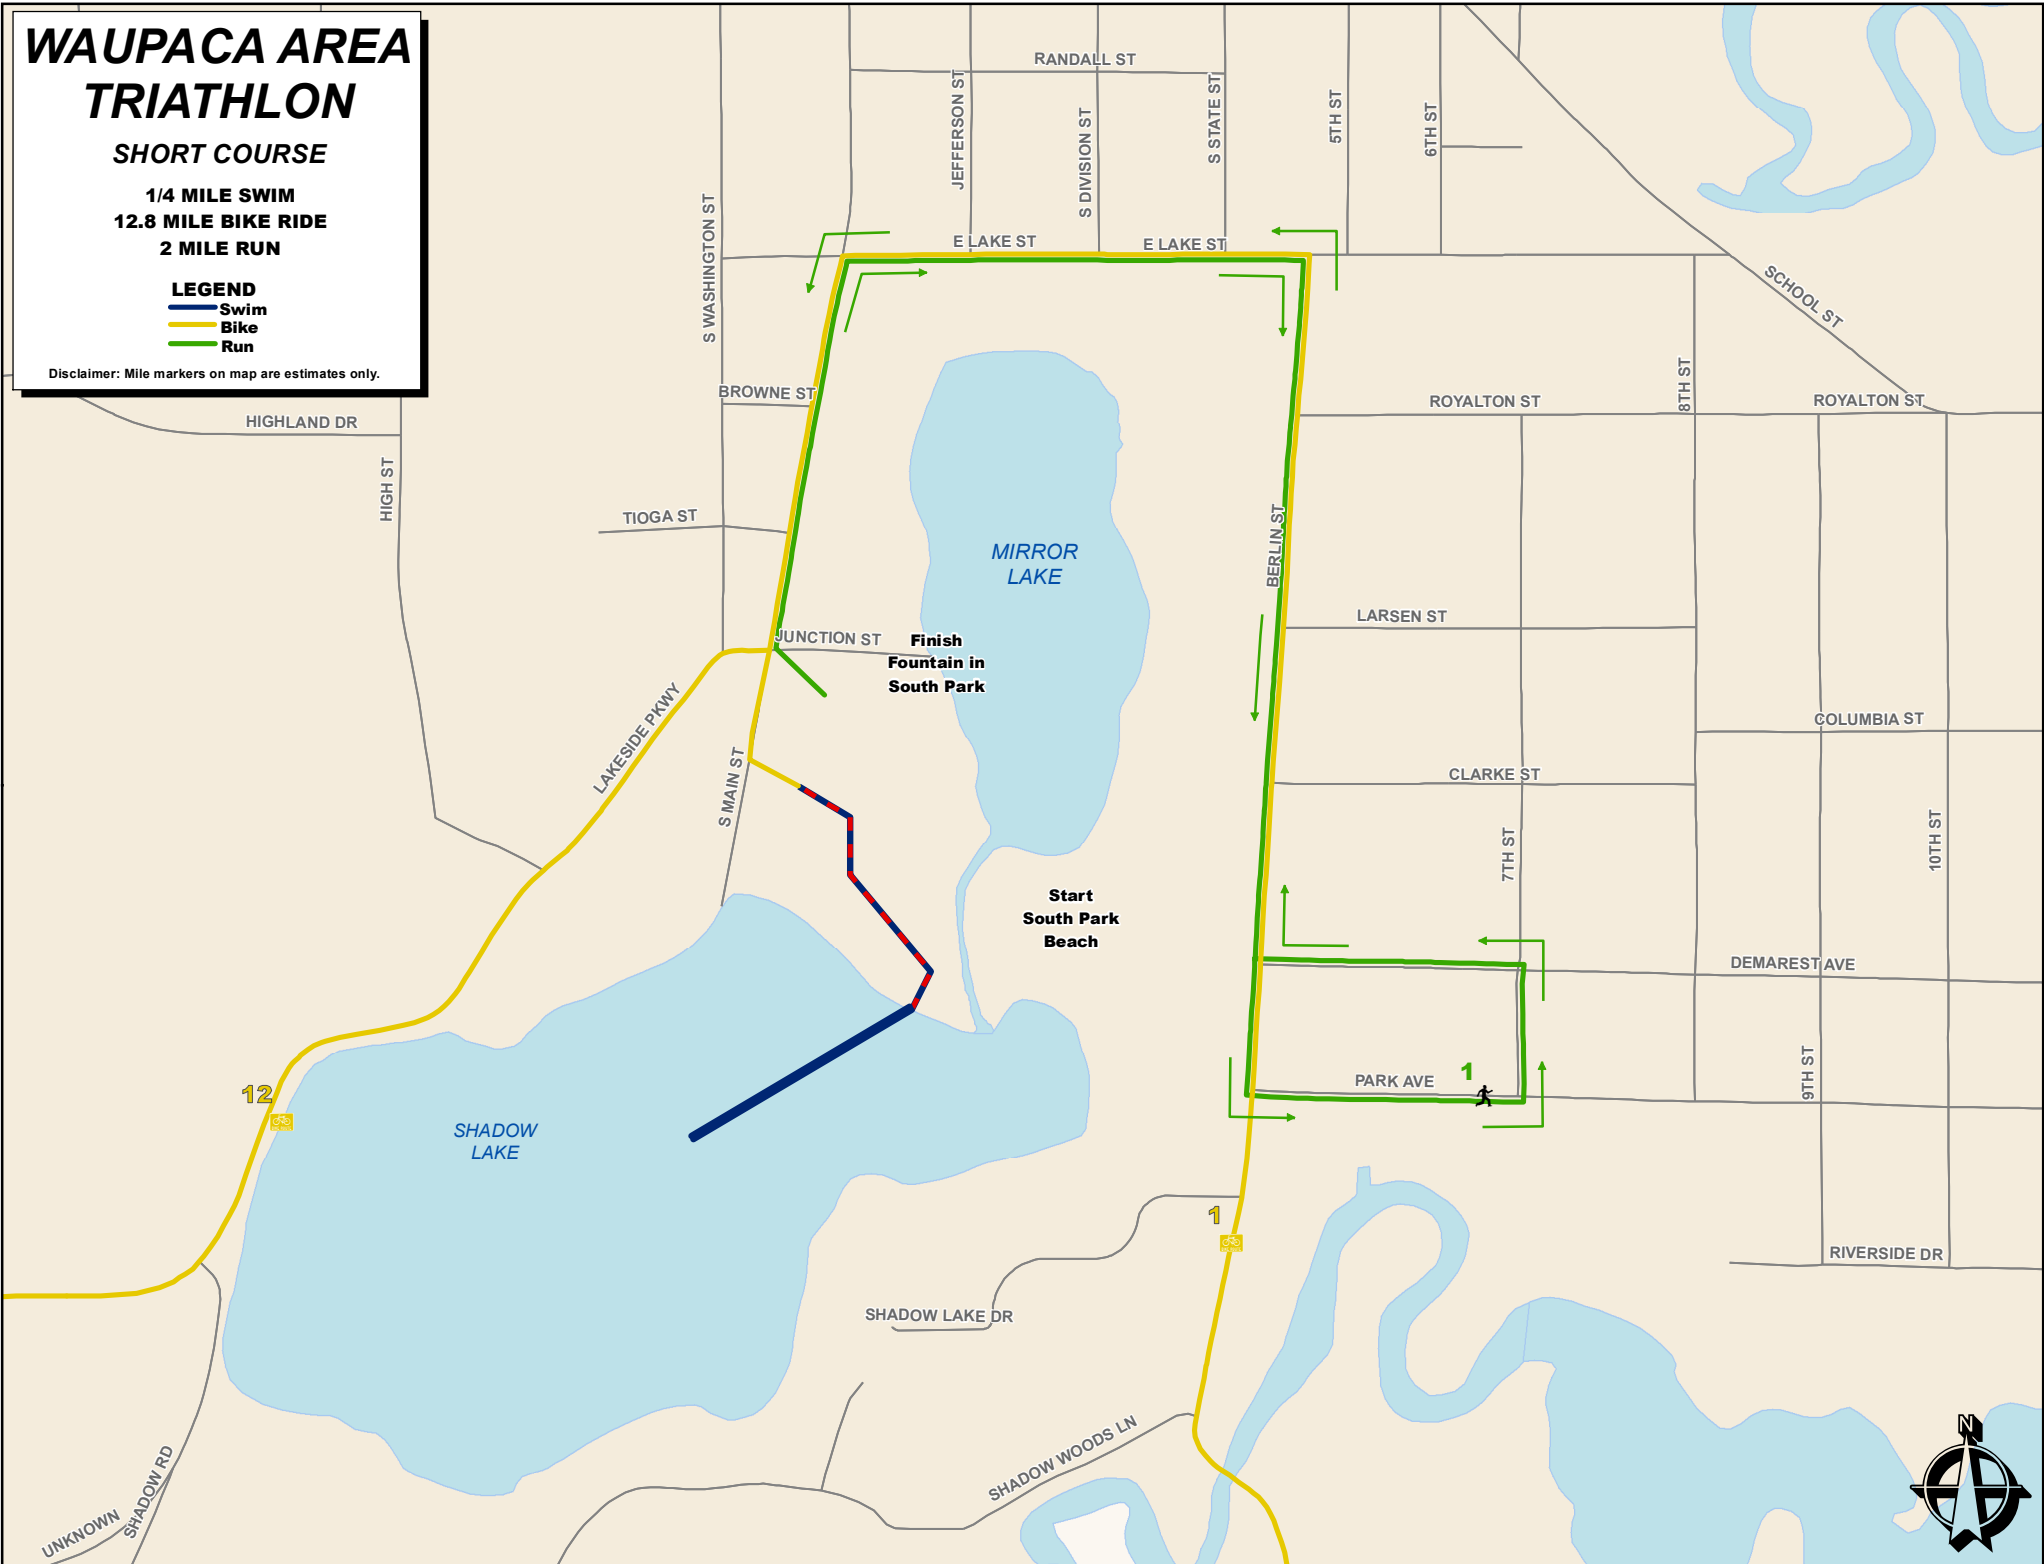 WAUPACA AREA
TRIATHLON
SHORT COURSE
1/4 MILE SWIM
12.8 MILE BIKE RIDE
2 MILE RUN
LEGEND
Swim
Bike
Run
Disclaimer: Mile markers on map are estimates only.
RANDALL ST
JEFFERSON ST
S DIVISION ST
S STATE ST
5TH ST
6TH ST
S WASHINGTON ST
E LAKE ST
E LAKE ST
SCHOOL ST
BROWNE ST
8TH ST
ROYALTON ST
ROYALTON ST
HIGHLAND DR
HIGH ST
TIOGA ST
MIRROR
LAKE
BERLIN ST
LARSEN ST
JUNCTION ST
Finish
Fountain in
South Park
LAKESIDE PKWY
COLUMBIA ST
S MAIN ST
CLARKE ST
7TH ST
10TH ST
Start
South Park
Beach
DEMAREST AVE
9TH ST
PARK AVE
1
12
SHADOW
LAKE
1
RIVERSIDE DR
SHADOW LAKE DR
SHADOW WOODS LN
SHADOW RD
UNKNOWN
N